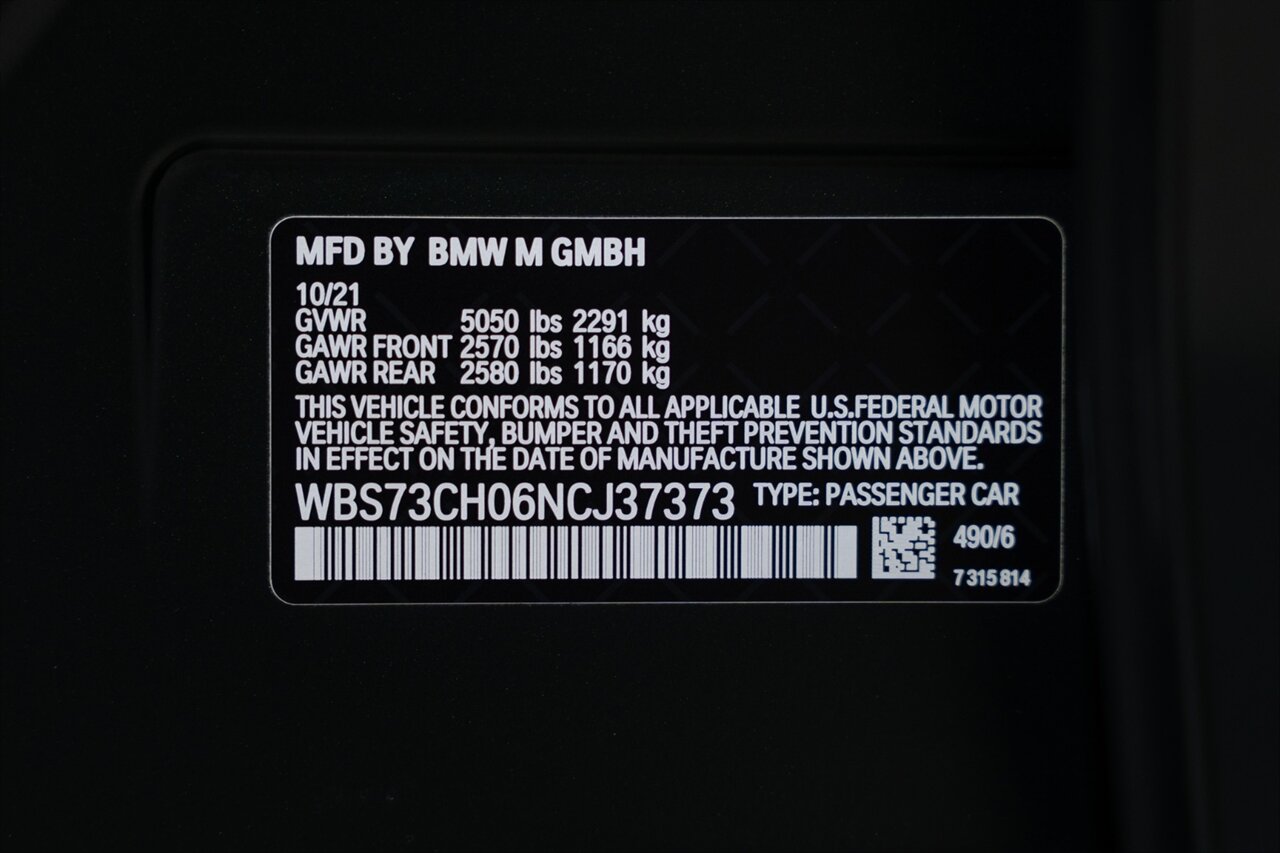 MFD BY BMW M GMBH
10/21
GVWR 5050 lbs 2291 kg
GAWR FRONT 2570 lbs 1166 kg
GAWR REAR 2580 lbs 1170 kg
THIS VEHICLE CONFORMS TO ALL APPLICABLE U.S.FEDERAL MOTOR
VEHICLE SAFETY, BUMPER AND THEFT PREVENTION STANDARDS
IN EFFECT ON THE DATE OF MANUFACTURE SHOWN ABOVE.
WBS73CH06NCJ37373 TYPE: PASSENGER CAR
490/6
7 315 814